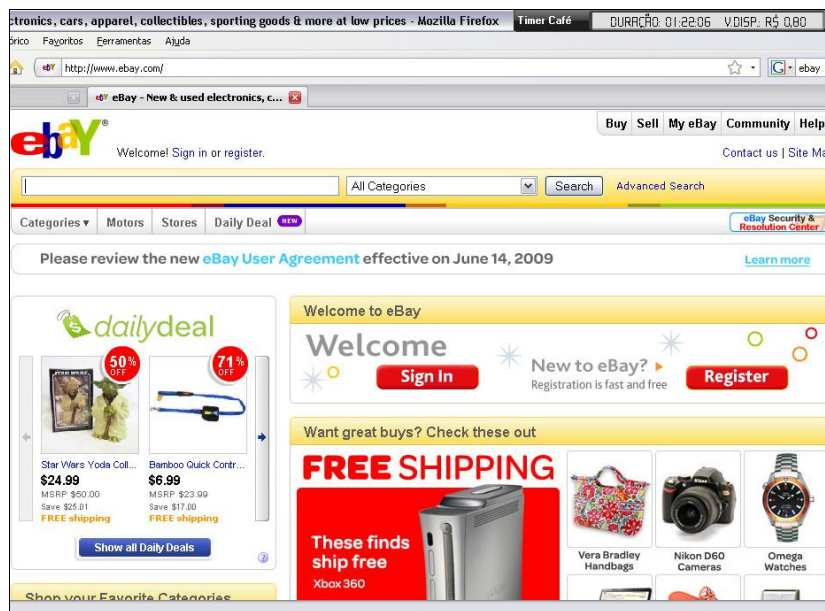 ctronics, cars, apparel, collectibles, sporting goods & more at low prices - Mozilla Firefox
Timer Café
DURAÇÃO: 01:22:06 V.DISP.: R$ 0,80
órico Favoritos Ferramentas Ajuda
http://www.ebay.com/
G ebay
eBay - New & used electronics, c...
ebay®
Buy Sell My eBay Community Help
Welcome! Sign in or register.
Contact us | Site Ma
All Categories
Search
Advanced Search
Categories Motors Stores Daily Deal NEW
eBay Security &
Resolution Center
Please review the new eBay User Agreement effective on June 14, 2009
Learn more
dailydeal
50%
OFF
71%
OFF
STAR WARS
Star Wars Yoda Coll...
$24.99
MSRP $50.00
Save $25.01
FREE shipping
Bamboo Quick Contr...
$6.99
MSRP $23.99
Save $17.00
FREE shipping
Show all Daily Deals
Shop your Favorite Categories
Welcome to eBay
Welcome
Sign In
New to eBay?
Registration is fast and free
Register
Want great buys? Check these out
FREE SHIPPING
These finds
ship free
Xbox 360
Vera Bradley
Handbags
Nikon
Nikon D60
Cameras
Omega
Watches